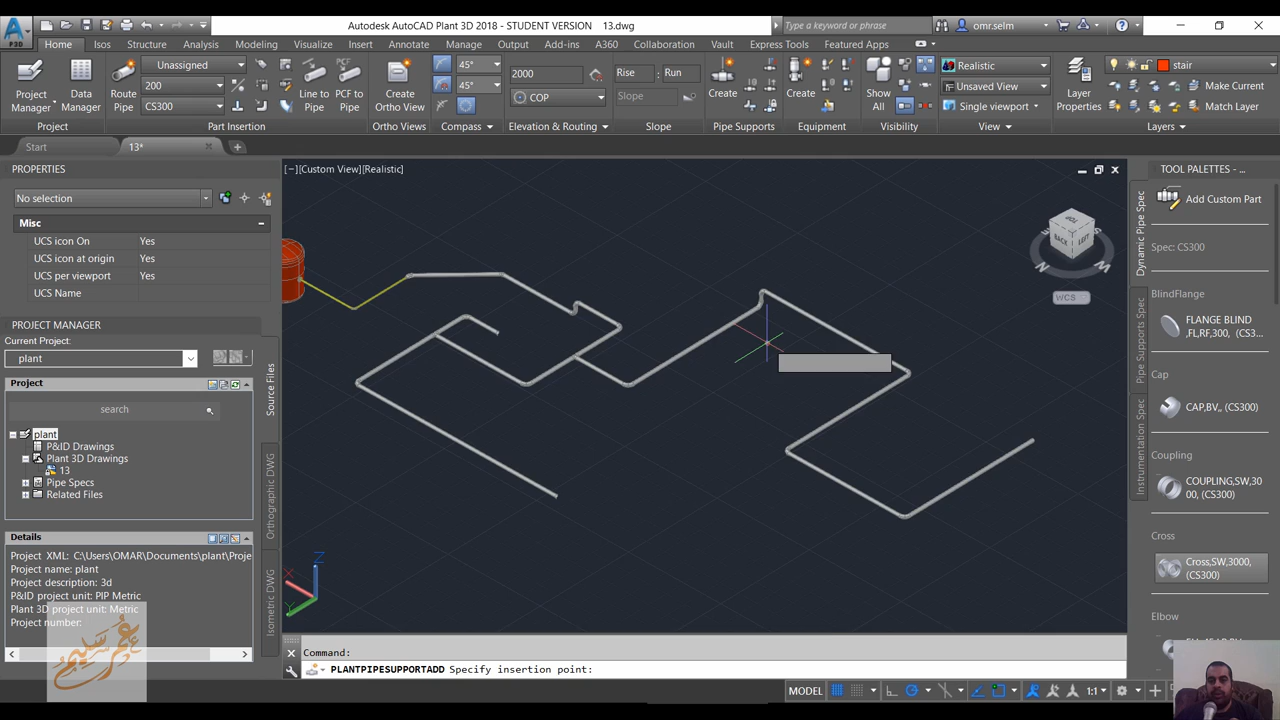 Autodesk AutoCAD Plant 3D 2018 - STUDENT VERSION 13.dwg
Type a keyword or phrase
omr.selm
P3D
Home Isos Structure Analysis Modeling Visualize Insert Annotate Manage Output Add-ins A360 Collaboration Vault Express Tools Featured Apps
Project Manager
Data Manager
Route Pipe
Unassigned
200
CS300
Line to Pipe
PCF to Pipe
Create Ortho View
45°
45°
2000
COP
Rise : Run
Slope
Create
Create
Show All
Realistic
Unsaved View
Single viewport
Layer Properties
stair
Make Current
Match Layer
Project
Part Insertion
Ortho Views
Compass
Elevation & Routing
Slope
Pipe Supports
Equipment
Visibility
View
Layers
Start
13*
PROPERTIES
No selection
Misc
UCS icon On Yes
UCS icon at origin Yes
UCS per viewport Yes
UCS Name
PROJECT MANAGER
Current Project:
plant
Project
search
plant
P&ID Drawings
Plant 3D Drawings
13
Pipe Specs
Related Files
Source Files
Orthographic DWG
Isometric DWG
Details
Project XML: C:\Users\OMAR\Documents\plant\Proje
Project name: plant
Project description: 3d
P&ID project unit: PIP Metric
Plant 3D project unit: Metric
Project number:
عمر سليم
[−][Custom View][Realistic]
TOP
BACK
LEFT
N
W
WCS
X
Y
Z
Command:
PLANTPIPESUPPORTADD Specify insertion point:
MODEL
1:1
TOOL PALETTES - ...
Dynamic Pipe Spec
Pipe Supports Spec
Instrumentation Spec
Add Custom Part
Spec: CS300
BlindFlange
FLANGE BLIND
,FL,RF,300, (CS3...
Cap
CAP,BV,, (CS300)
Coupling
COUPLING,SW,30
00, (CS300)
Cross
Cross,SW,3000,
(CS300)
Elbow